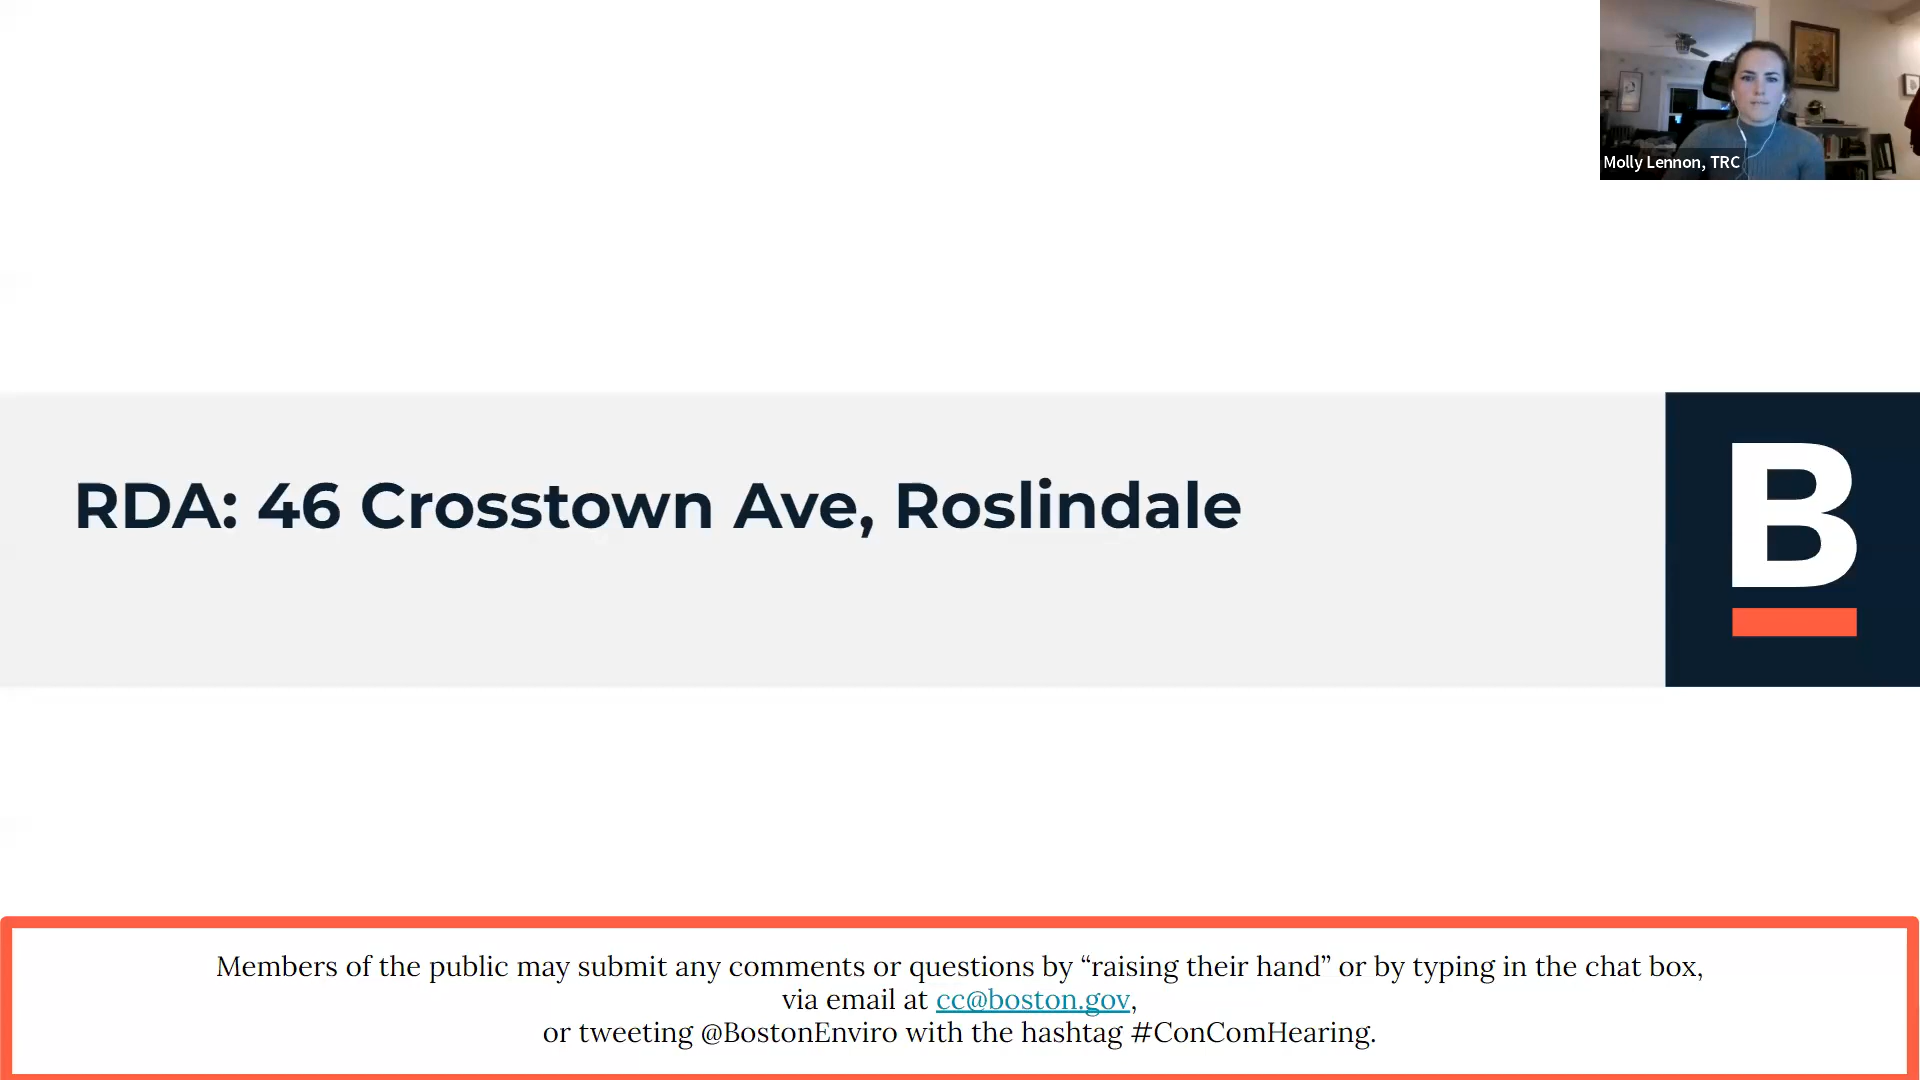 Molly Lennon, TRC
RDA: 46 Crosstown Ave, Roslindale
B
Members of the public may submit any comments or questions by “raising their hand” or by typing in the chat box,
via email at cc@boston.gov,
or tweeting @BostonEnviro with the hashtag #ConComHearing.